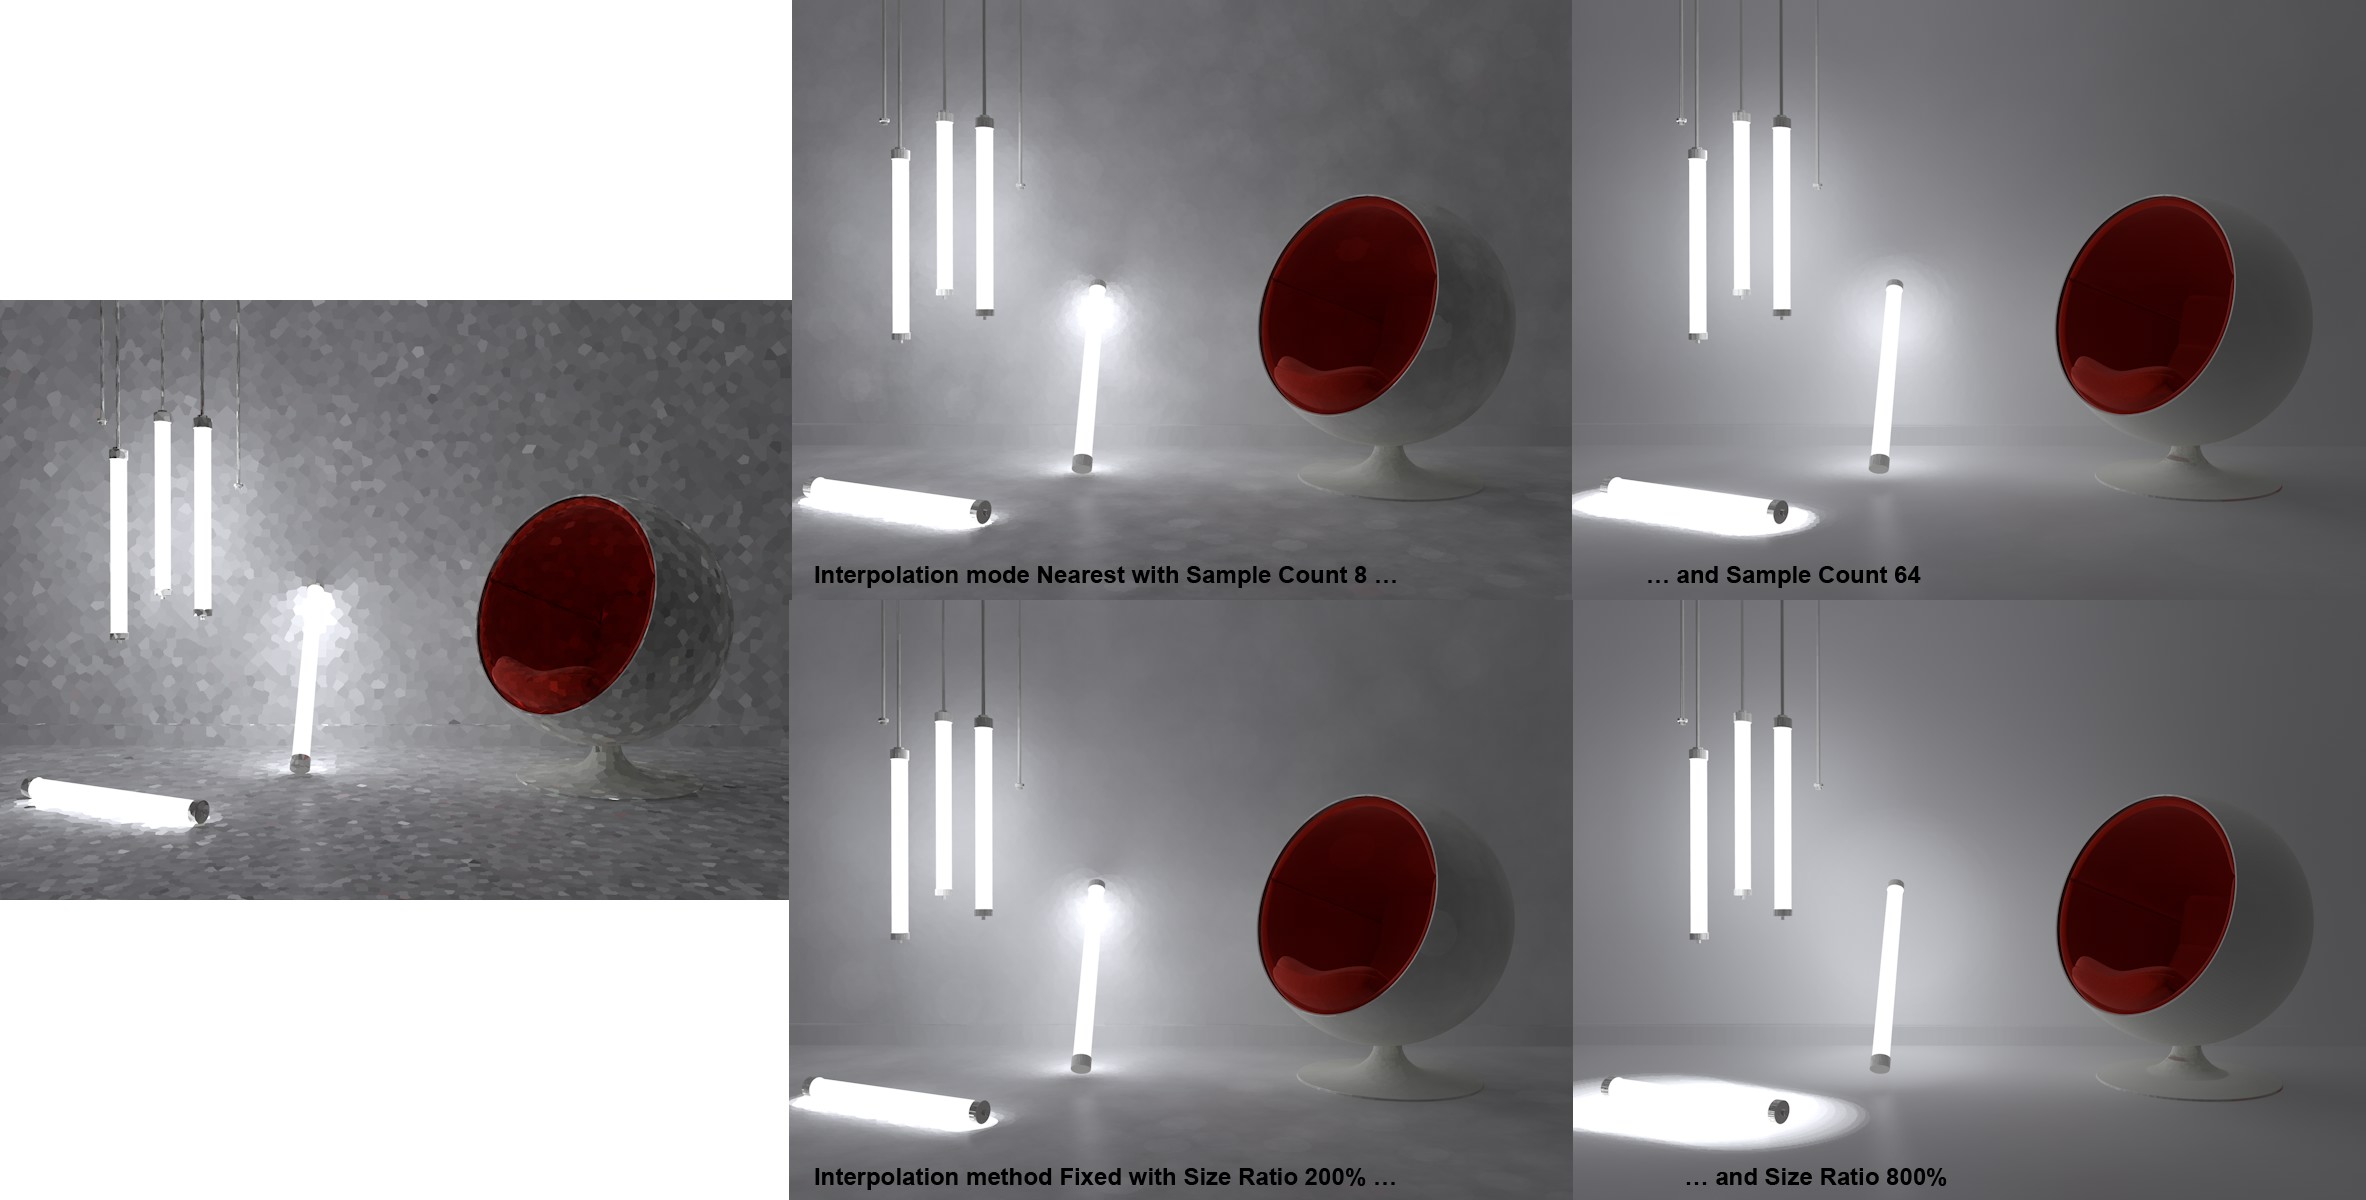 Interpolation mode Nearest with Sample Count 8 …
… and Sample Count 64
Interpolation method Fixed with Size Ratio 200% …
… and Size Ratio 800%